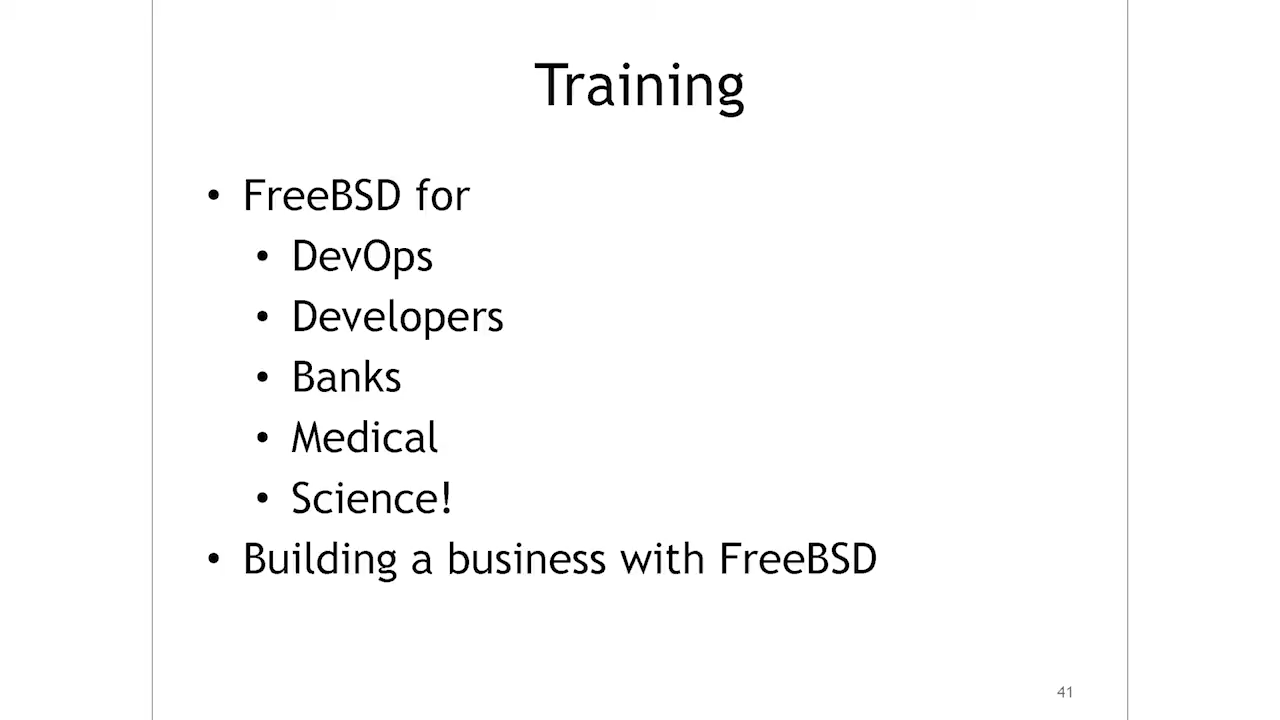 Training
• FreeBSD for
• DevOps
• Developers
• Banks
• Medical
• Science!
• Building a business with FreeBSD
41